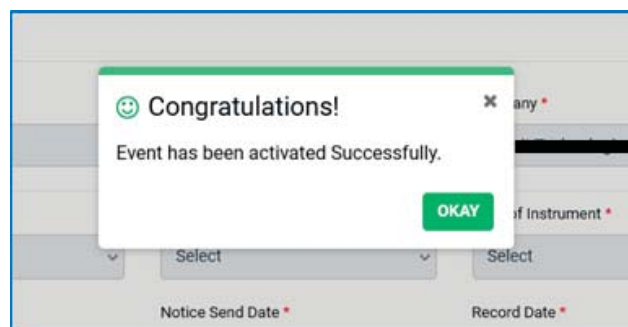 Congratulations!
any *
Event has been activated Successfully.
OKAY
of Instrument *
Select
Select
Notice Send Date *
Record Date *